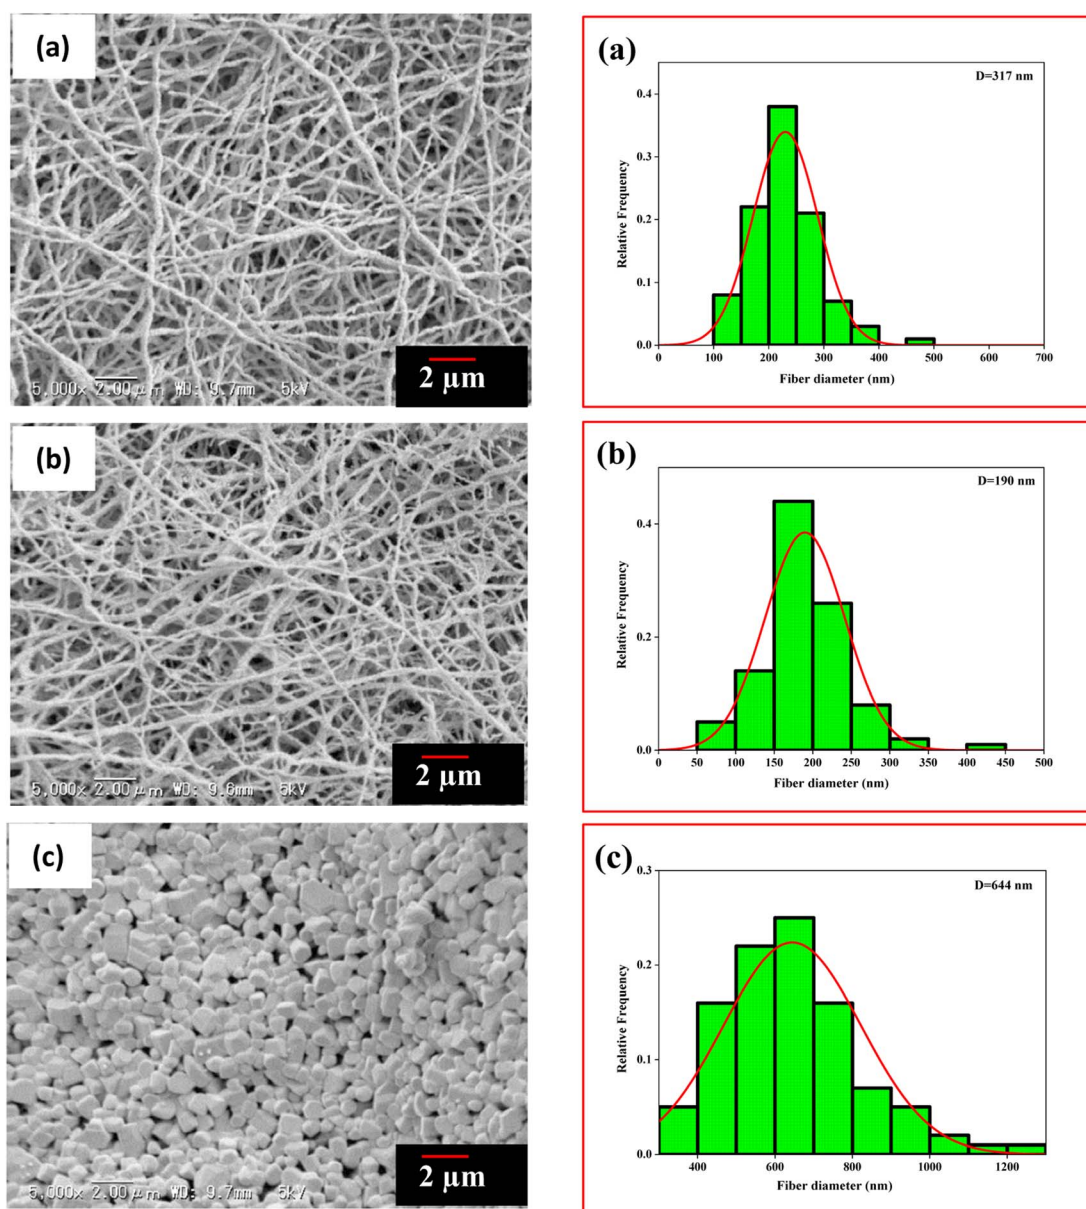 (a)
2 µm
5,000x 2.00µm WD: 9.7mm 5kV
(a)
D=317 nm
Relative Frequency
0.4
0.3
0.2
0.1
0.0
0 100 200 300 400 500 600 700
Fiber diameter (nm)
(b)
2 µm
5,000x 2.00µm WD: 9.6mm 5kV
(b)
D=190 nm
Relative Frequency
0.4
0.2
0.0
0 50 100 150 200 250 300 350 400 450 500
Fiber diameter (nm)
(c)
2 µm
5,000x 2.00µm WD: 9.7mm 5kV
(c)
D=644 nm
Relative Frequency
0.3
0.2
0.1
0.0
400 600 800 1000 1200
Fiber diameter (nm)